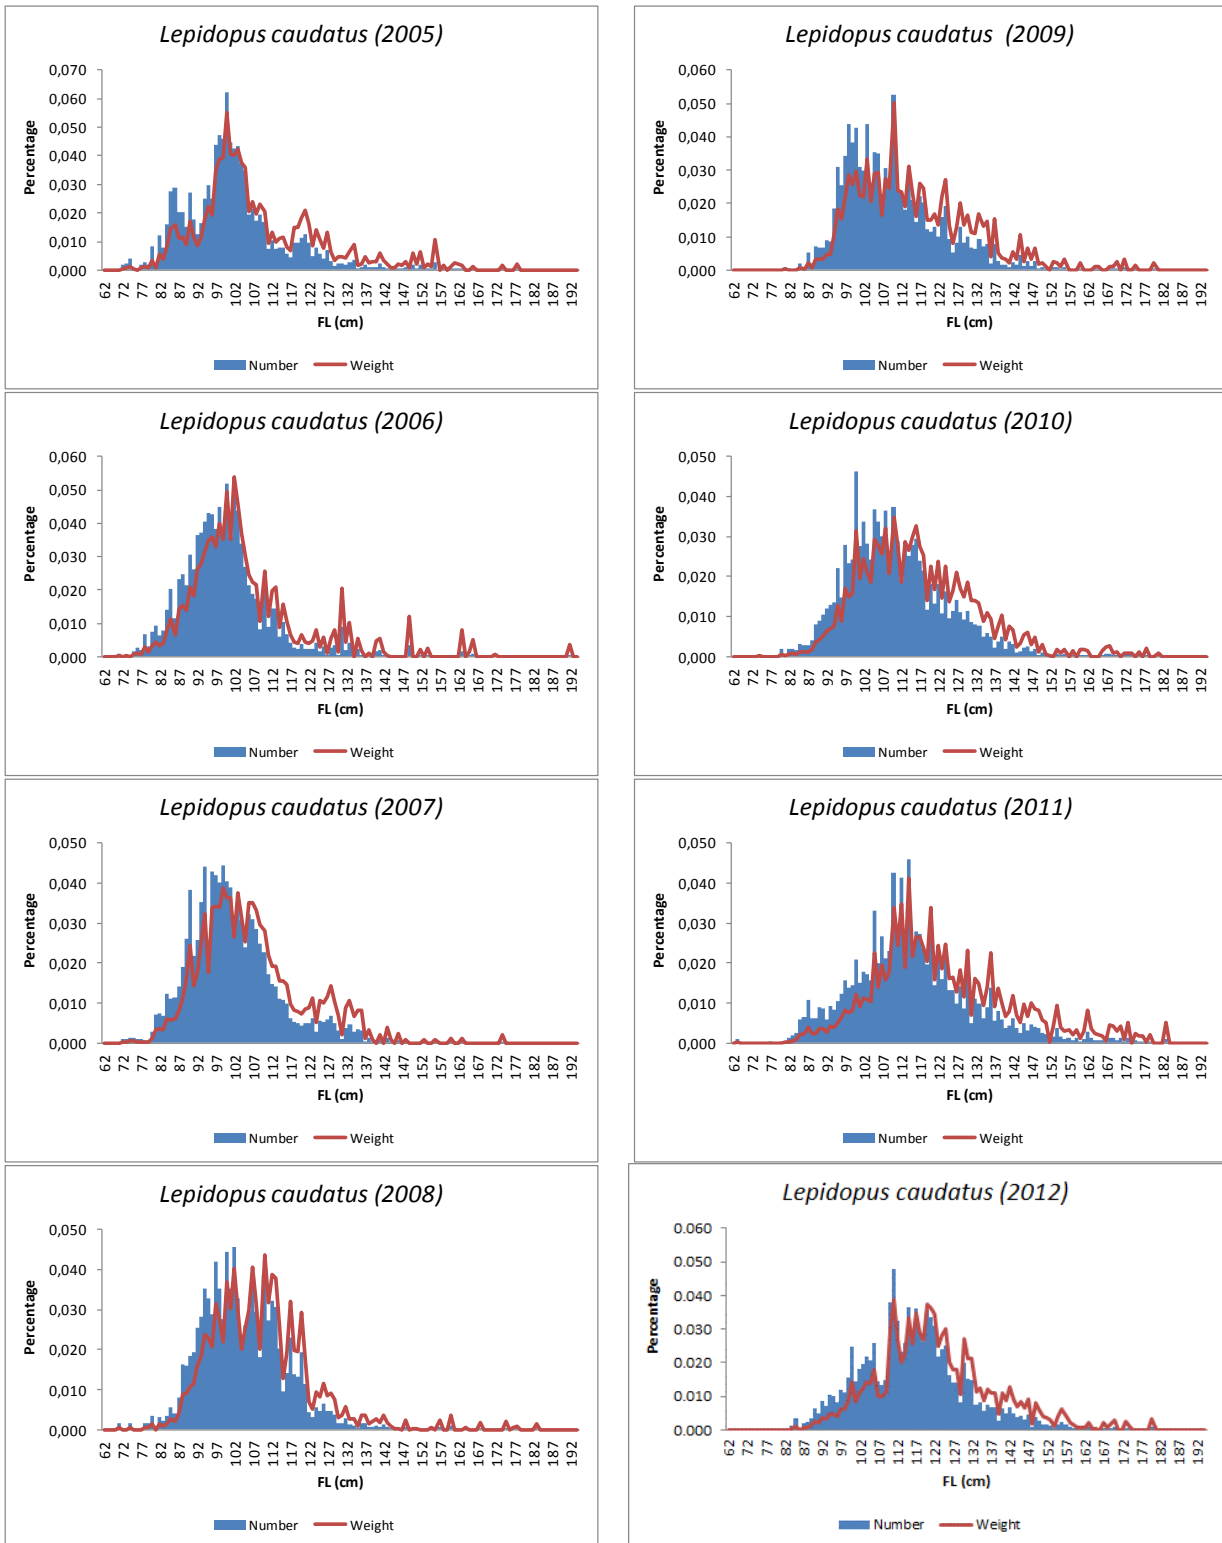 Lepidopus caudatus (2005)
0,070
0,060
0,050
0,040
0,030
0,020
0,010
0,000
Percentage
62 72 77 82 87 92 97 102 107 112 117 122 127 132 137 142 147 152 157 162 167 172 177 182 187 192
FL (cm)
Number Weight
Lepidopus caudatus (2009)
0,060
0,050
0,040
0,030
0,020
0,010
0,000
Percentage
62 72 77 82 87 92 97 102 107 112 117 122 127 132 137 142 147 152 157 162 167 172 177 182 187 192
FL (cm)
Number Weight
Lepidopus caudatus (2006)
0,060
0,050
0,040
0,030
0,020
0,010
0,000
Percentage
62 72 77 82 87 92 97 102 107 112 117 122 127 132 137 142 147 152 157 162 167 172 177 182 187 192
FL (cm)
Number Weight
Lepidopus caudatus (2010)
0,050
0,040
0,030
0,020
0,010
0,000
Percentage
62 72 77 82 87 92 97 102 107 112 117 122 127 132 137 142 147 152 157 162 167 172 177 182 187 192
FL (cm)
Number Weight
Lepidopus caudatus (2007)
0,050
0,040
0,030
0,020
0,010
0,000
Percentage
62 72 77 82 87 92 97 102 107 112 117 122 127 132 137 142 147 152 157 162 167 172 177 182 187 192
FL (cm)
Number Weight
Lepidopus caudatus (2011)
0,050
0,040
0,030
0,020
0,010
0,000
Percentage
62 72 77 82 87 92 97 102 107 112 117 122 127 132 137 142 147 152 157 162 167 172 177 182 187 192
FL (cm)
Number Weight
Lepidopus caudatus (2008)
0,050
0,040
0,030
0,020
0,010
0,000
Percentage
62 72 77 82 87 92 97 102 107 112 117 122 127 132 137 142 147 152 157 162 167 172 177 182 187 192
FL (cm)
Number Weight
Lepidopus caudatus (2012)
0.060
0.050
0.040
0.030
0.020
0.010
0.000
Percentage
62 72 77 82 87 92 97 102 107 112 117 122 127 132 137 142 147 152 157 162 167 172 177 182 187 192
FL (cm)
Number Weight